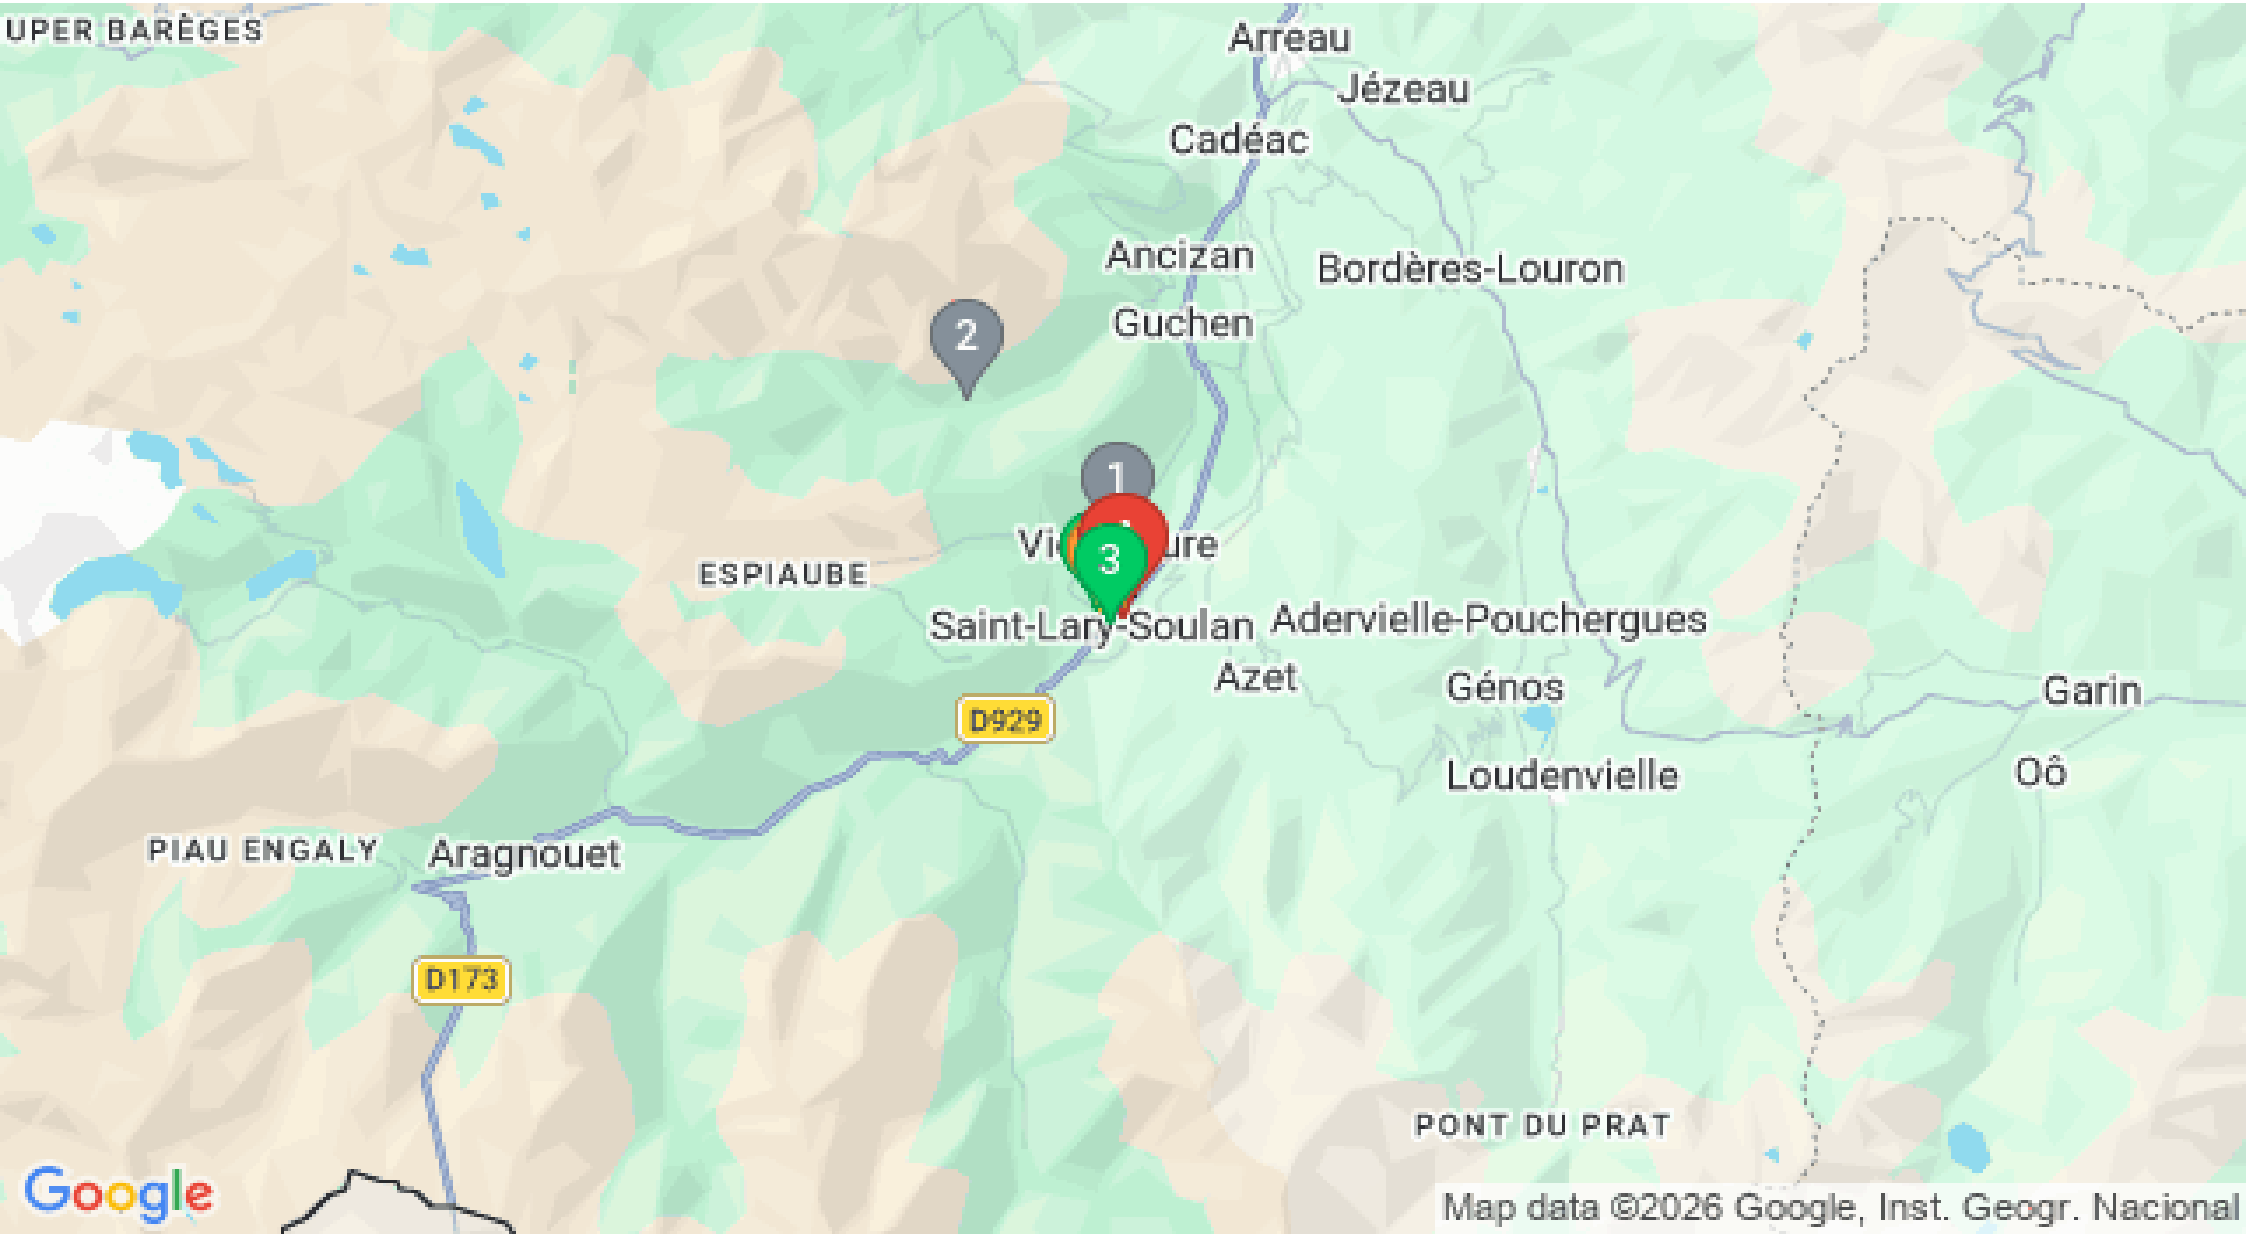 UPER BARÈGES
Arreau
Jézeau
Cadéac
Ancizan
Bordères-Louron
Guchen
2
1
3
ESPIAUBE
Saint-Lary-Soulan
Adervielle-Pouchergues
Azet
Génos
Garin
D929
Loudenvielle
Oô
PIAU ENGALY
Aragnouet
D173
PONT DU PRAT
Google
Map data ©2026 Google, Inst. Geogr. Nacional